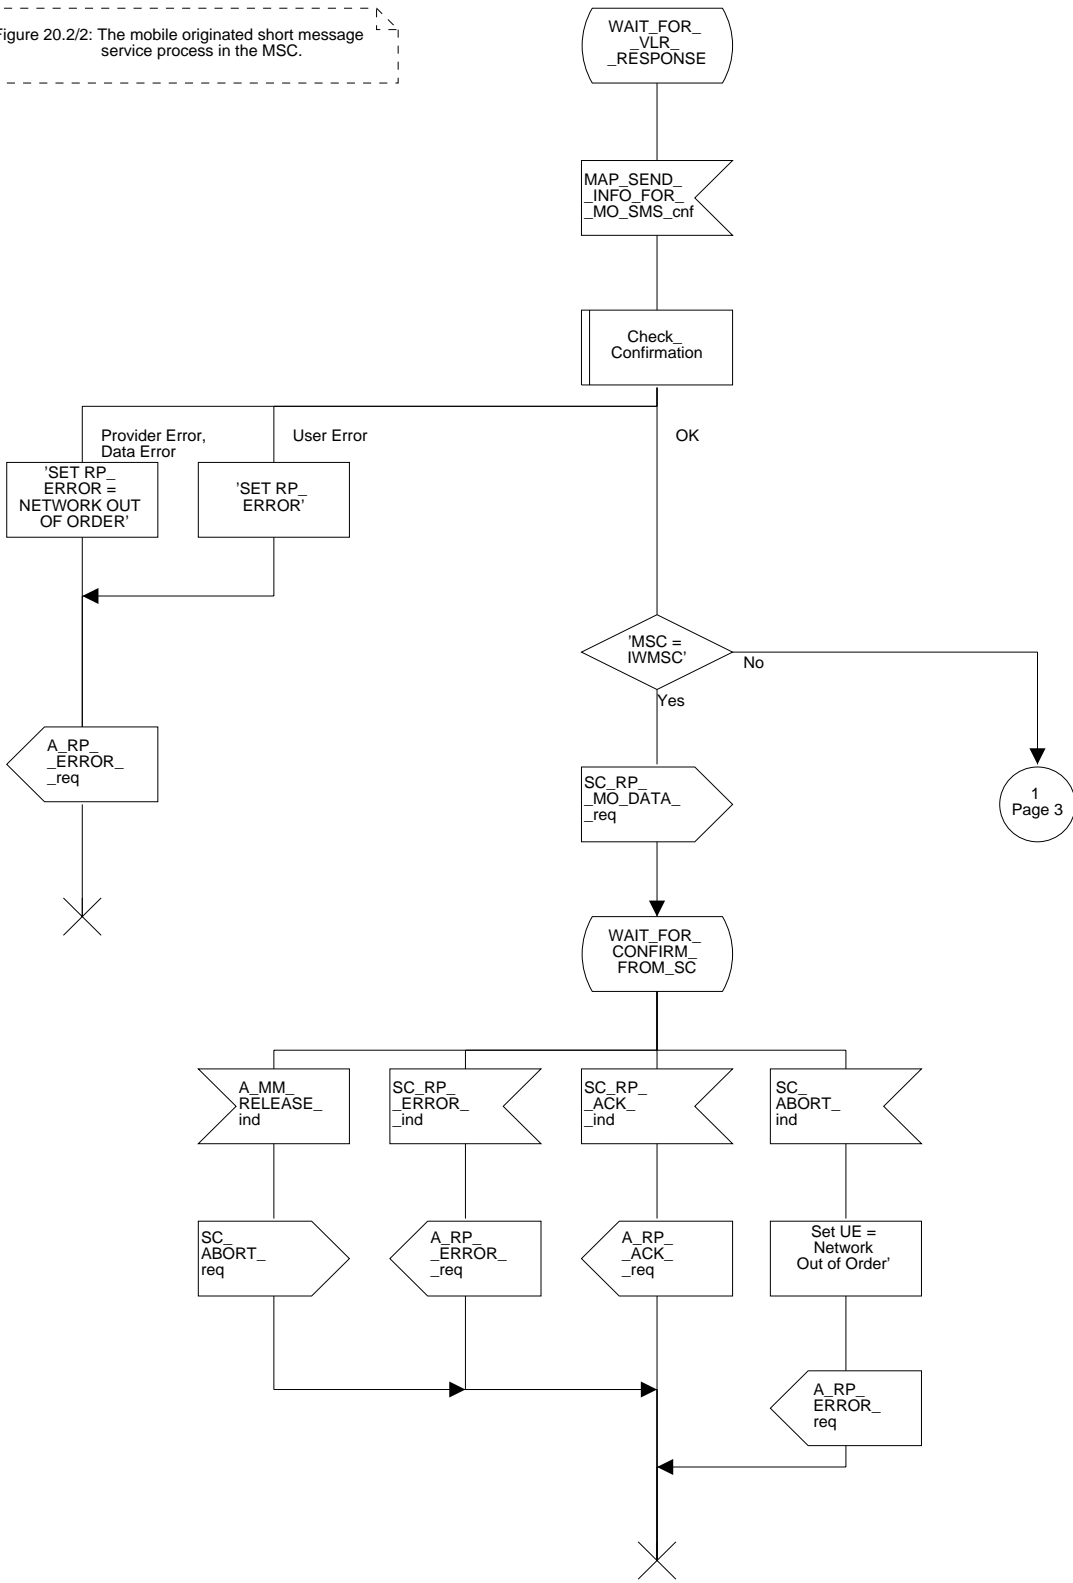 Figure 20.2/2: The mobile originated short message
service process in the MSC.
WAIT_FOR_
_VLR_
_RESPONSE
MAP_SEND_
_INFO_FOR_
_MO_SMS_cnf
Check_
Confirmation
Provider Error,
Data Error
User Error
OK
'SET RP_
ERROR =
NETWORK OUT
OF ORDER'
'SET RP_
ERROR'
'MSC =
IWMSC'
No
Yes
A_RP_
_ERROR_
_req
SC_RP_
_MO_DATA_
_req
1
Page 3
WAIT_FOR_
CONFIRM_
FROM_SC
A_MM_
RELEASE_
ind
SC_RP_
_ERROR_
_ind
SC_RP_
_ACK_
_ind
SC_
ABORT_
ind
SC_
ABORT_
req
A_RP_
_ERROR_
_req
A_RP_
_ACK_
_req
Set UE =
Network
Out of Order'
A_RP_
ERROR_
req